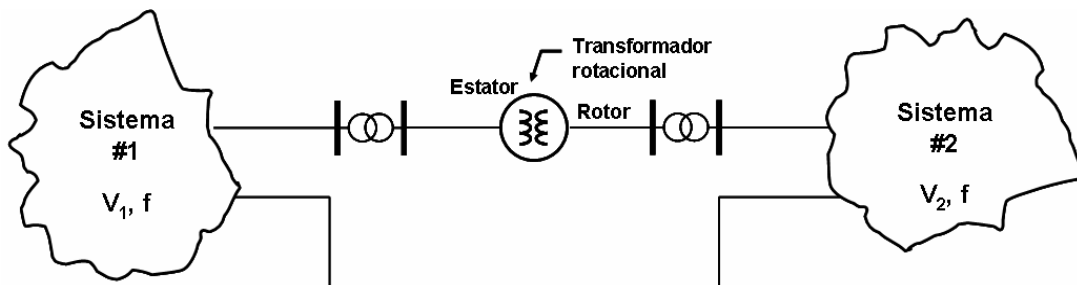 Transformador
rotacional
Estator
Rotor
Sistema
#1
V₁, f
Sistema
#2
V₂, f